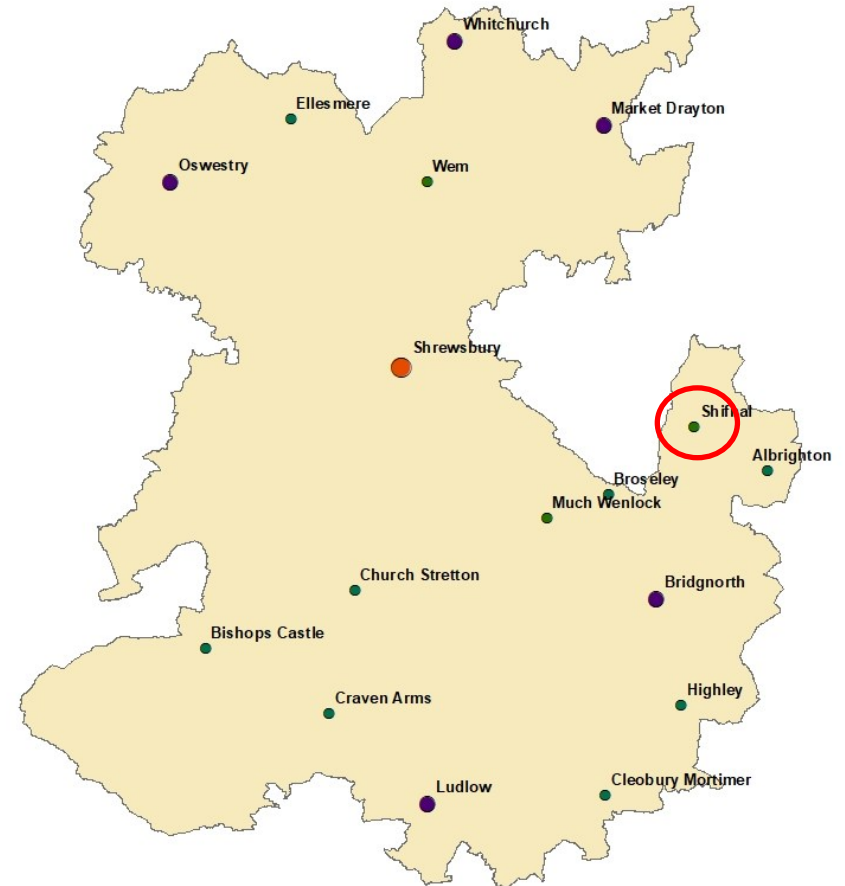 Whitchurch
Ellesmere
Market Drayton
Oswestry
Wem
Shrewsbury
Shifnal
Albrighton
Broseley
Much Wenlock
Church Stretton
Bridgnorth
Bishops Castle
Highley
Craven Arms
Cleobury Mortimer
Ludlow